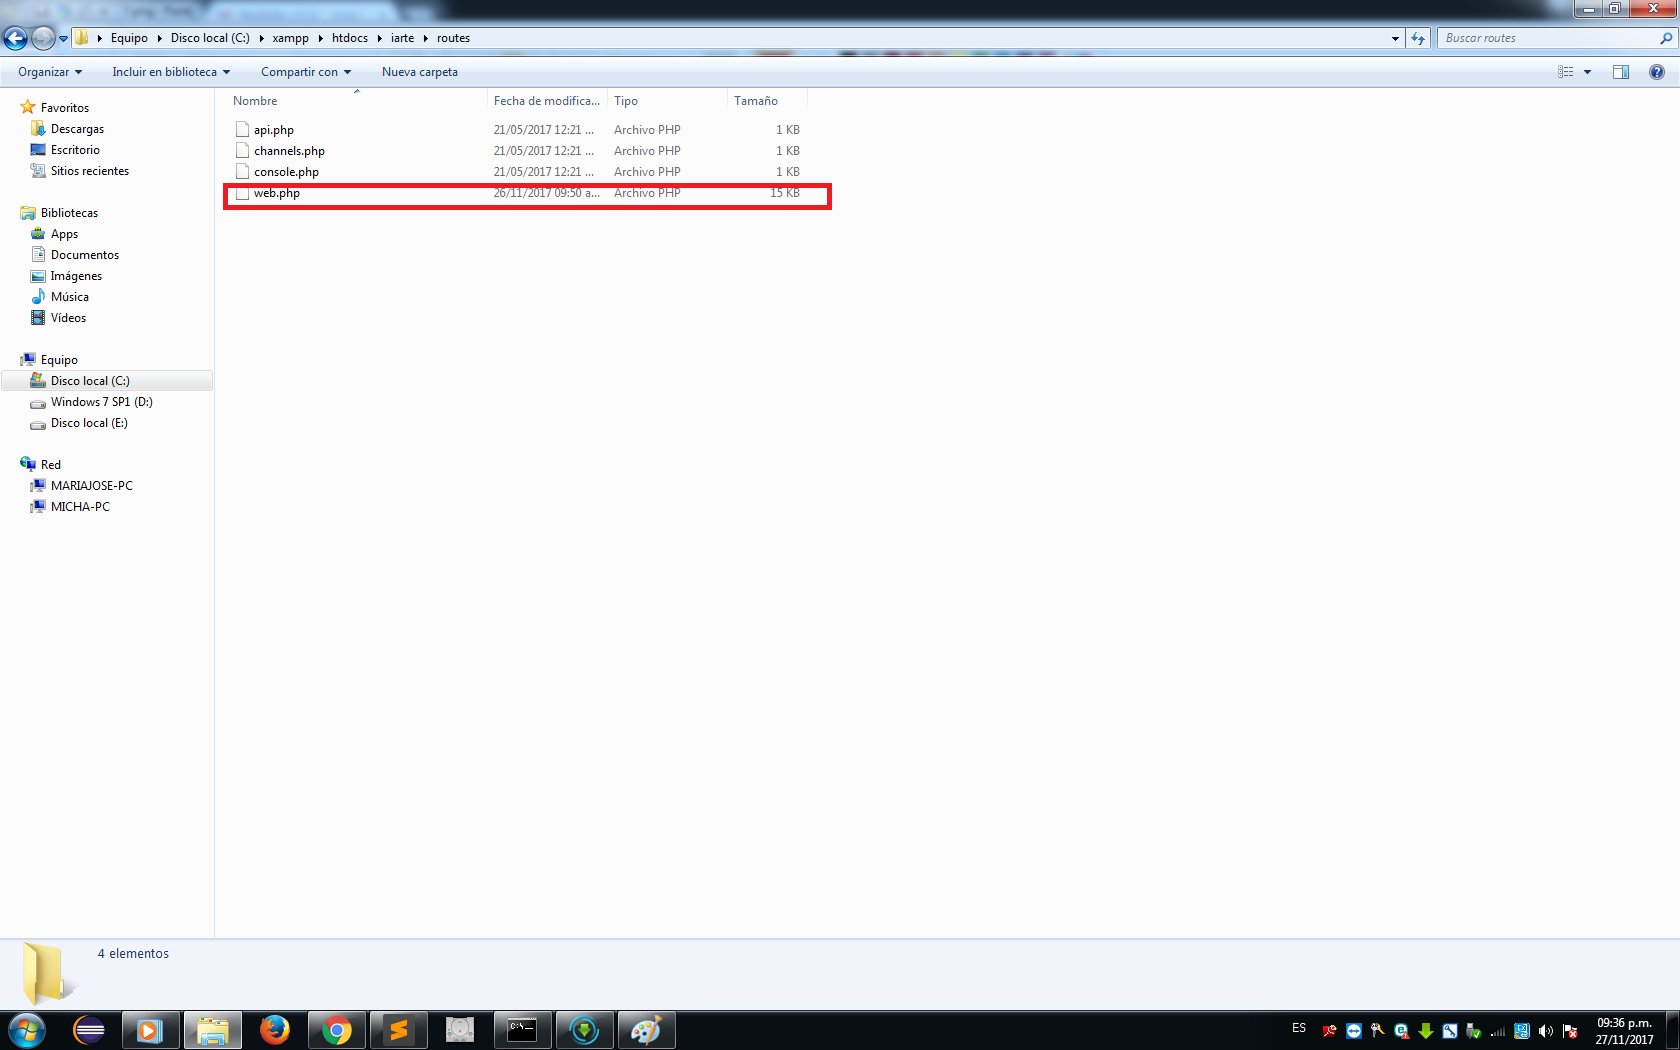 Equipo Disco local (C:) xampp htdocs iarte routes
Buscar routes
Organizar Incluir en biblioteca Compartir con Nueva carpeta
Nombre Fecha de modifica... Tipo Tamaño
api.php 21/05/2017 12:21 ... Archivo PHP 1 KB
channels.php 21/05/2017 12:21 ... Archivo PHP 1 KB
console.php 21/05/2017 12:21 ... Archivo PHP 1 KB
web.php 26/11/2017 09:50 a... Archivo PHP 15 KB
Favoritos
Descargas
Escritorio
Sitios recientes
Bibliotecas
Apps
Documentos
Imágenes
Música
Vídeos
Equipo
Disco local (C:)
Windows 7 SP1 (D:)
Disco local (E:)
Red
MARIAJOSE-PC
MICHA-PC
4 elementos
ES
09:36 p.m.
27/11/2017